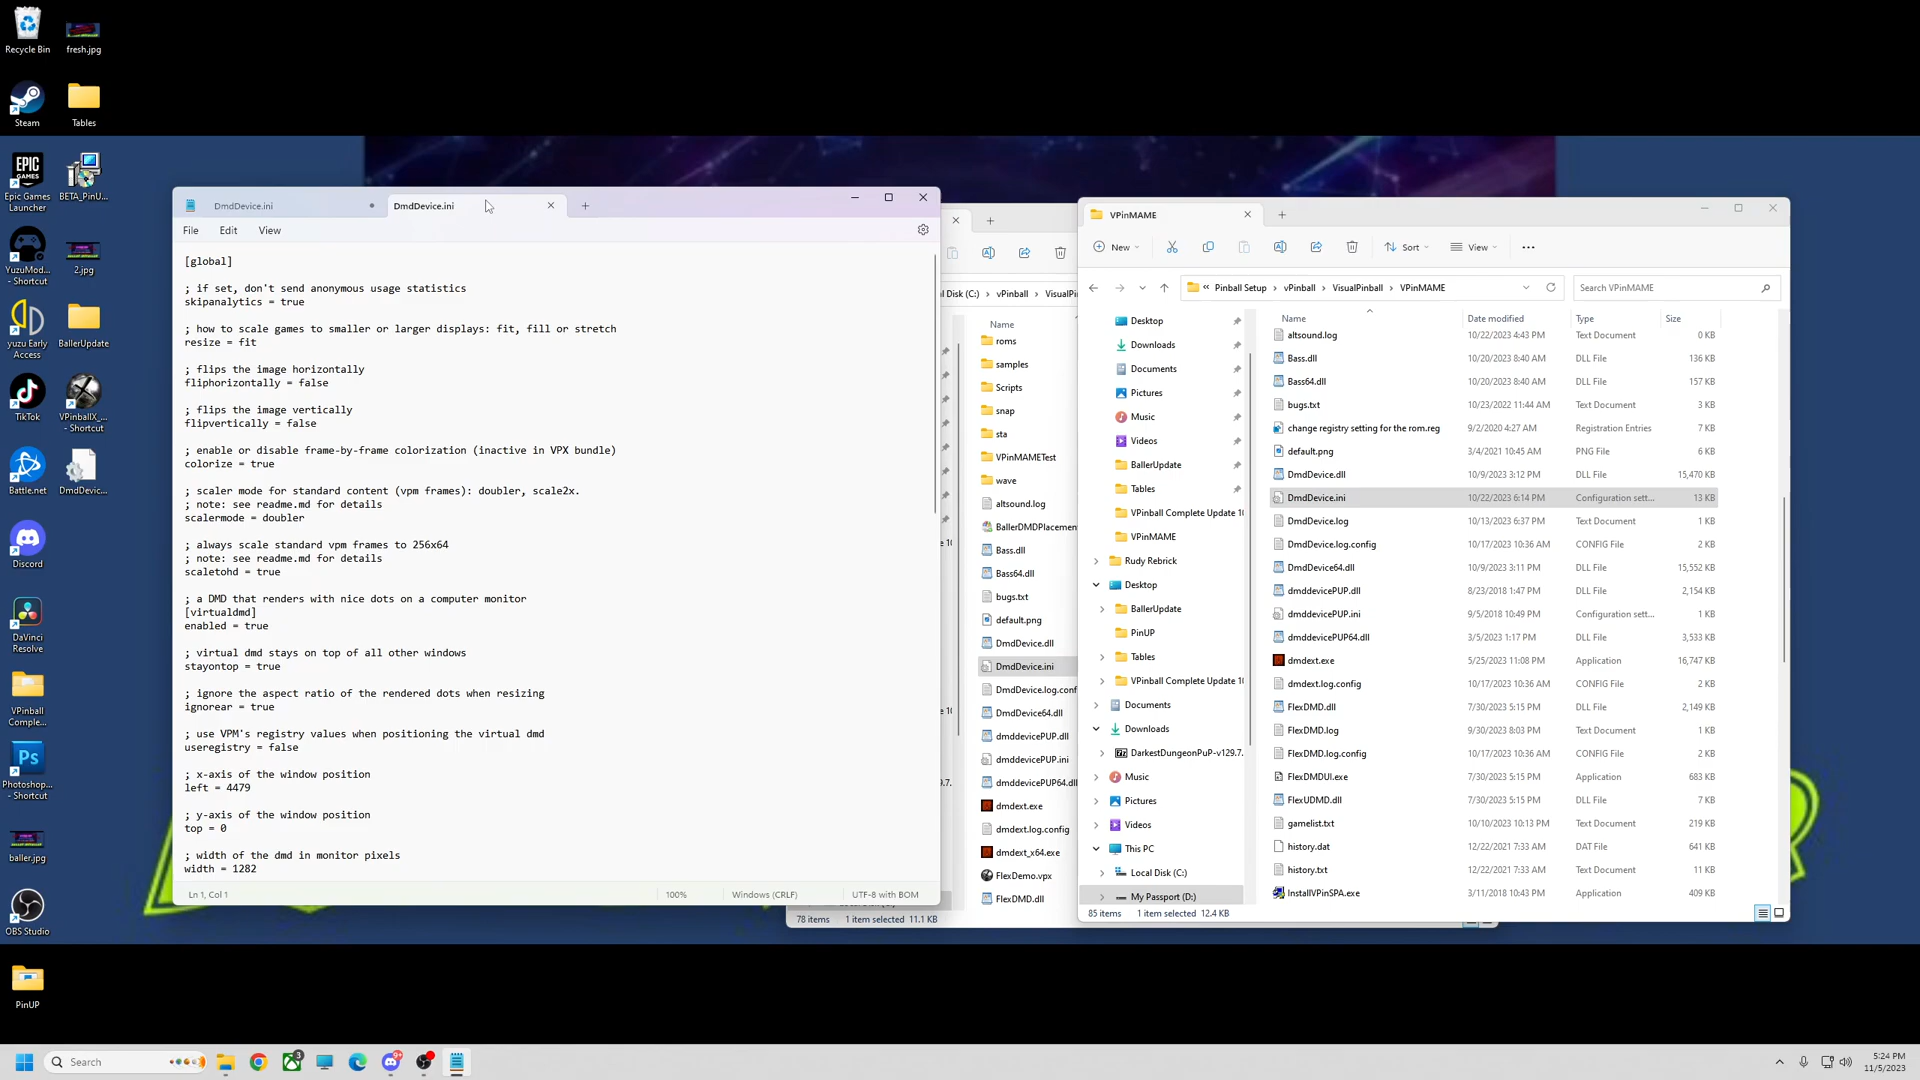 Recycle Bin
fresh.jpg
Steam
Tables
EPIC
GAMES
Epic Games
Launcher
BETA_PinU...
YuzuMod...
- Shortcut
2.jpg
yuzu Early
Access
BallerUpdate
TikTok
VPinballX_...
- Shortcut
Battle.net
DmdDevic...
Discord
DaVinci
Resolve
VPinball
Comple...
Ps
Photoshop...
- Shortcut
baller.jpg
OBS Studio
PinUP
DmdDevice.ini
DmdDevice.ini
File
Edit
View
[global]
; if set, don't send anonymous usage statistics
skipanalytics = true
; how to scale games to smaller or larger displays: fit, fill or stretch
resize = fit
; flips the image horizontally
fliphorizontally = false
; flips the image vertically
flipvertically = false
; enable or disable frame-by-frame colorization (inactive in VPX bundle)
colorize = true
; scaler mode for standard content (vpm frames): doubler, scale2x.
; note: see readme.md for details
scalermode = doubler
; always scale standard vpm frames to 256x64
; note: see readme.md for details
scaletohd = true
; a DMD that renders with nice dots on a computer monitor
[virtualdmd]
enabled = true
; virtual dmd stays on top of all other windows
stayontop = true
; ignore the aspect ratio of the rendered dots when resizing
ignorear = true
; use VPM's registry values when positioning the virtual dmd
useregistry = false
; x-axis of the window position
left = 4479
; y-axis of the window position
top = 0
; width of the dmd in monitor pixels
width = 1282
Ln 1, Col 1
100%
Windows (CRLF)
UTF-8 with BOM
l Disk (C:) > vPinball > VisualPi
Name
roms
samples
Scripts
snap
sta
VPinMAMETest
wave
altsound.log
BallerDMDPlacemen
Bass.dll
Bass64.dll
bugs.txt
default.png
DmdDevice.dll
DmdDevice.ini
DmdDevice.log.conf
DmdDevice64.dll
dmddevicePUP.dll
dmddevicePUP.ini
dmddevicePUP64.dll
dmdext.exe
dmdext.log.config
dmdext_x64.exe
FlexDemo.vpx
FlexDMD.dll
78 items
1 item selected 11.1 KB
VPinMAME
New
Sort
View
Pinball Setup > vPinball > VisualPinball > VPinMAME
Search VPinMAME
Desktop
Downloads
Documents
Pictures
Music
Videos
BallerUpdate
Tables
VPinball Complete Update 10
VPinMAME
Rudy Rebrick
Desktop
BallerUpdate
PinUP
Tables
VPinball Complete Update 10
Documents
Downloads
DarkestDungeonPuP-v129.7.
Music
Pictures
Videos
This PC
Local Disk (C:)
My Passport (D:)
Name Date modified Type Size
altsound.log 10/22/2023 4:43 PM Text Document 0 KB
Bass.dll 10/20/2023 8:40 AM DLL File 136 KB
Bass64.dll 10/20/2023 8:40 AM DLL File 157 KB
bugs.txt 10/23/2022 11:44 AM Text Document 3 KB
change registry setting for the rom.reg 9/2/2020 4:27 AM Registration Entries 7 KB
default.png 3/4/2021 10:45 AM PNG File 6 KB
DmdDevice.dll 10/9/2023 3:12 PM DLL File 15,470 KB
DmdDevice.ini 10/22/2023 6:14 PM Configuration sett... 13 KB
DmdDevice.log 10/13/2023 6:37 PM Text Document 1 KB
DmdDevice.log.config 10/17/2023 10:36 AM CONFIG File 2 KB
DmdDevice64.dll 10/9/2023 3:11 PM DLL File 15,552 KB
dmddevicePUP.dll 8/23/2018 1:47 PM DLL File 2,154 KB
dmddevicePUP.ini 9/5/2018 10:49 PM Configuration sett... 1 KB
dmddevicePUP64.dll 3/5/2023 1:17 PM DLL File 3,533 KB
dmdext.exe 5/25/2023 11:08 PM Application 16,747 KB
dmdext.log.config 10/17/2023 10:36 AM CONFIG File 2 KB
FlexDMD.dll 7/30/2023 5:15 PM DLL File 2,149 KB
FlexDMD.log 9/30/2023 8:03 PM Text Document 1 KB
FlexDMD.log.config 10/17/2023 10:36 AM CONFIG File 2 KB
FlexDMDUI.exe 7/30/2023 5:15 PM Application 683 KB
FlexUDMD.dll 7/30/2023 5:15 PM DLL File 7 KB
gamelist.txt 10/10/2023 10:13 PM Text Document 219 KB
history.dat 12/22/2021 7:33 AM DAT File 641 KB
history.txt 12/22/2021 7:33 AM Text Document 11 KB
InstallVPinSPA.exe 3/11/2018 10:43 PM Application 409 KB
85 items
1 item selected 12.4 KB
Search
3
9+
5:24 PM
11/5/2023